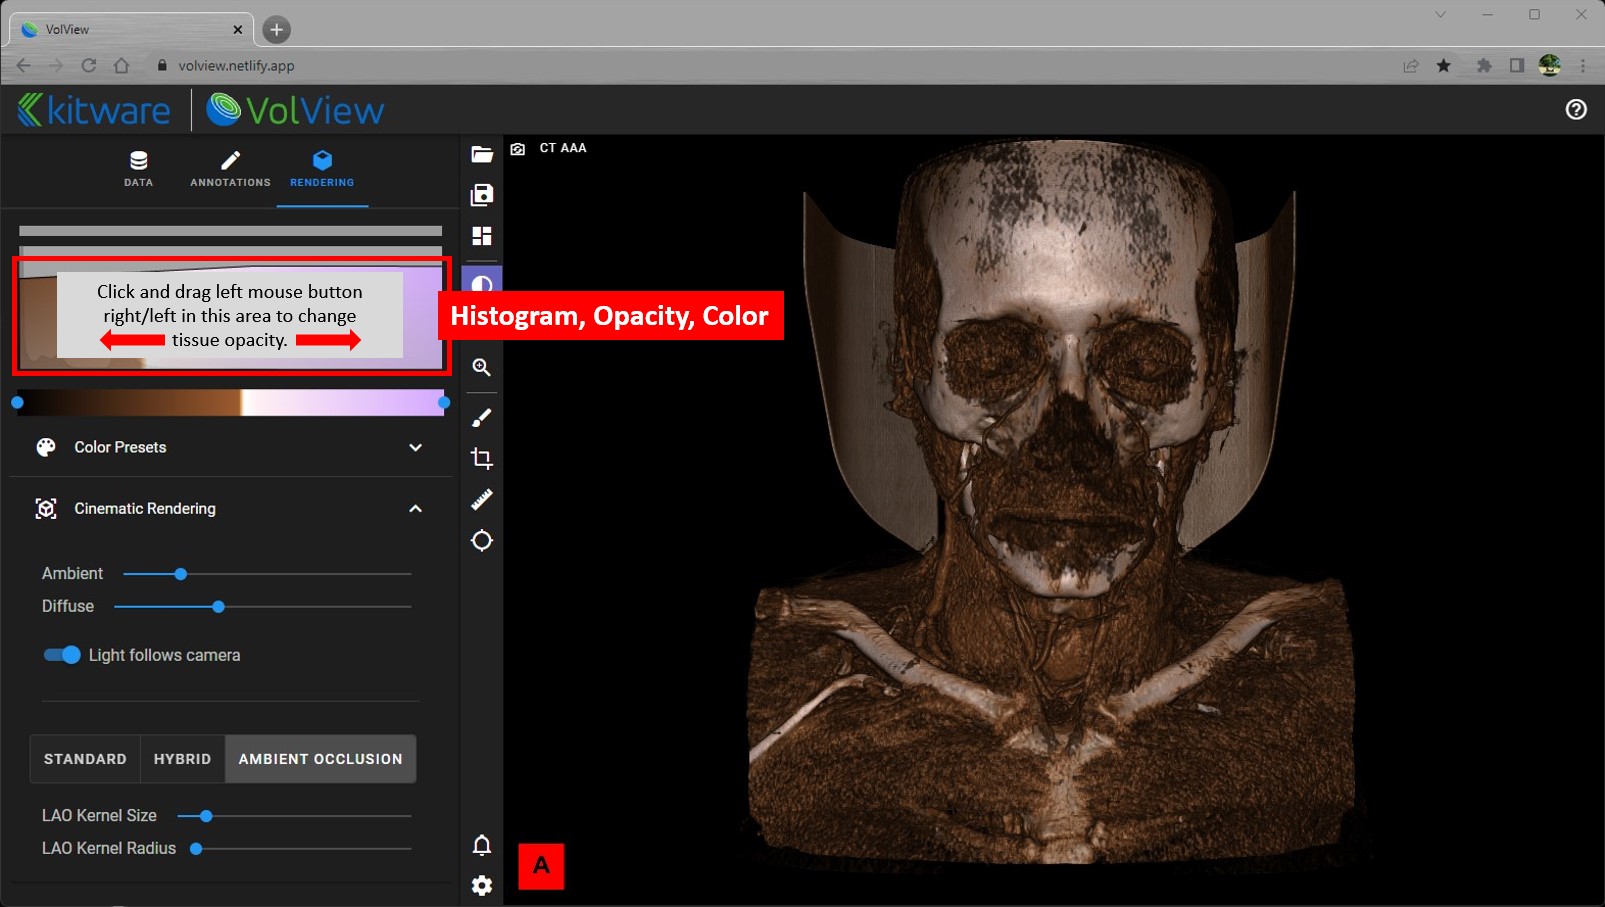 VolView
volview.netlify.app
kitware
VolView
DATA
ANNOTATIONS
RENDERING
CT AAA
Click and drag left mouse button
right/left in this area to change
tissue opacity.
Histogram, Opacity, Color
Color Presets
Cinematic Rendering
Ambient
Diffuse
Light follows camera
STANDARD
HYBRID
AMBIENT OCCLUSION
LAO Kernel Size
LAO Kernel Radius
A